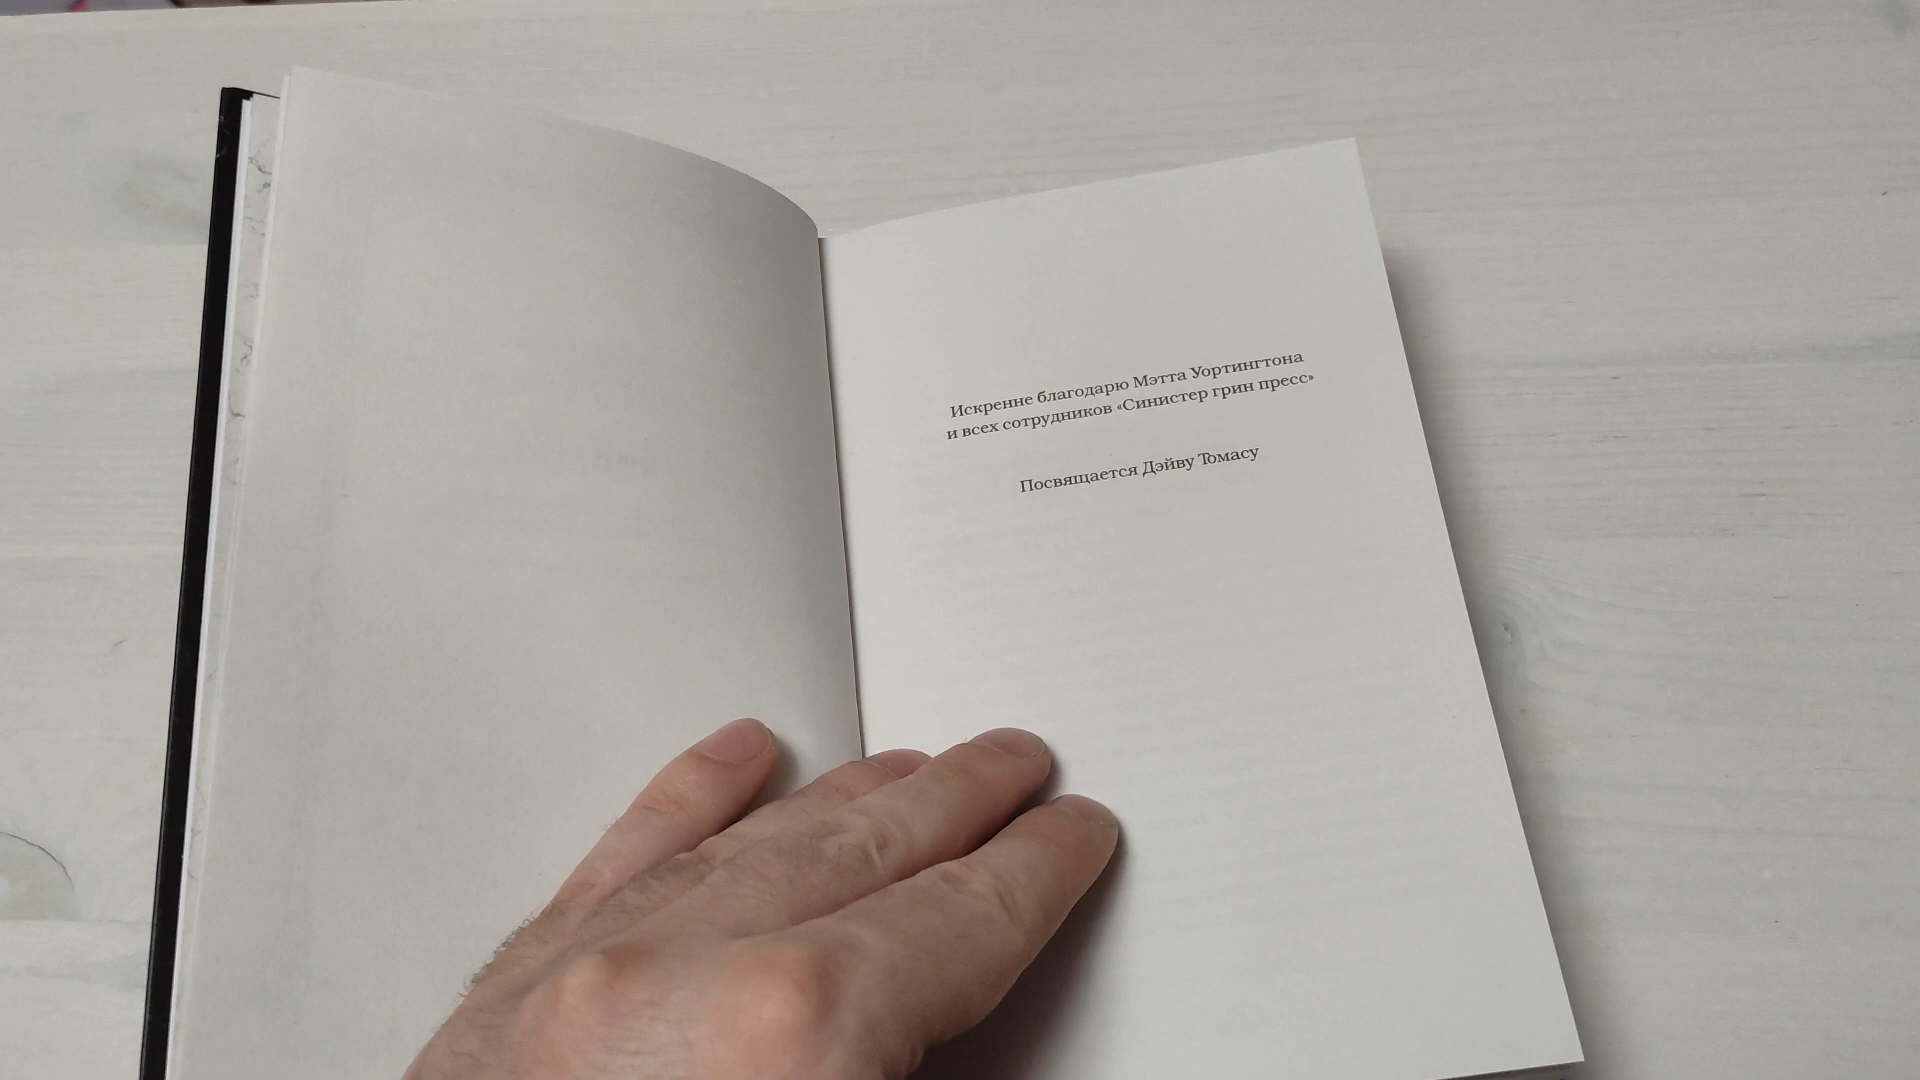 Искренне благодарю Мэтта Уортингтона
и всех сотрудников «Синистер грин пресс»
Посвящается Дэйву Томасу